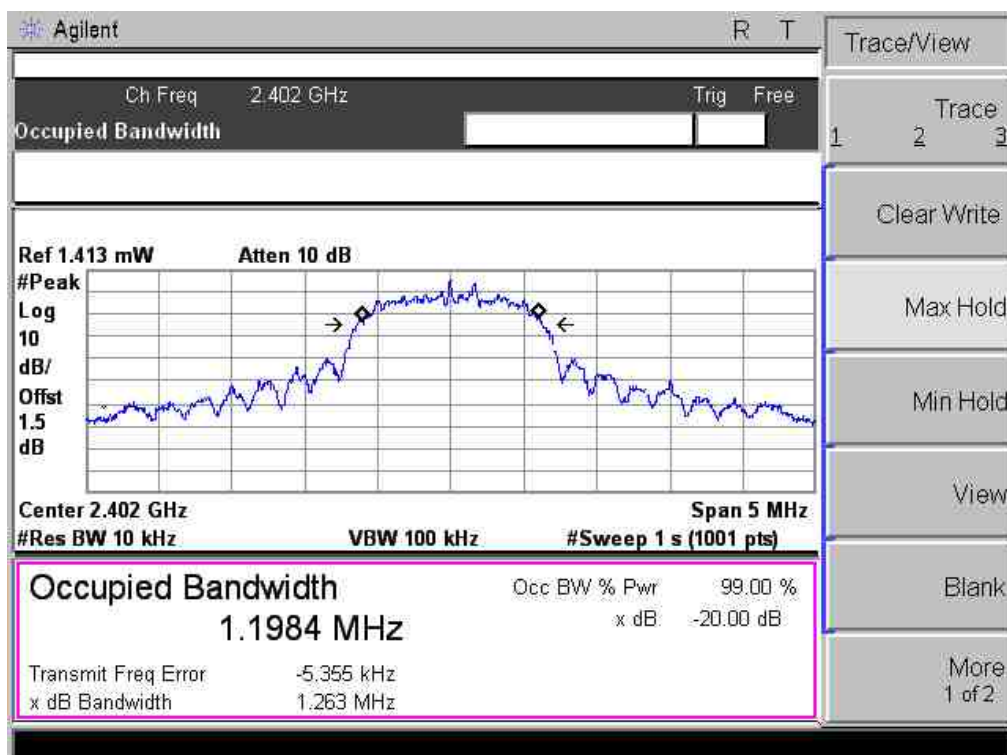 Agilent R T
Trace/View
Ch Freq 2.402 GHz Trig Free
Occupied Bandwidth
Trace
1 2 3
Clear Write
Max Hold
Min Hold
View
Blank
More
1 of 2
Ref 1.413 mW Atten 10 dB
#Peak
Log
10
dB/
Offst
1.5
dB
Center 2.402 GHz Span 5 MHz
#Res BW 10 kHz VBW 100 kHz #Sweep 1 s (1001 pts)
Occupied Bandwidth Occ BW % Pwr 99.00 %
1.1984 MHz x dB -20.00 dB
Transmit Freq Error -5.355 kHz
x dB Bandwidth 1.263 MHz